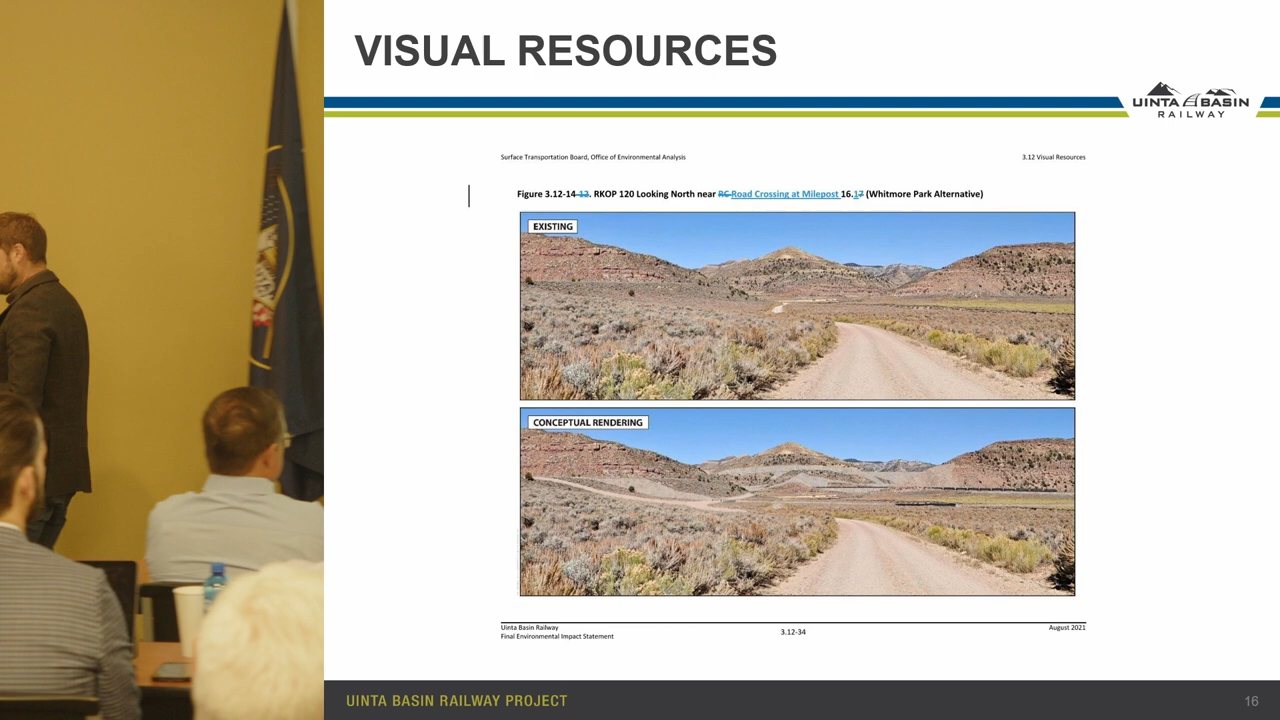 VISUAL RESOURCES
UINTA BASIN
RAILWAY
Surface Transportation Board, Office of Environmental Analysis
3.12 Visual Resources
Figure 3.12-14 12. RKOP 120 Looking North near RC Road Crossing at Milepost 16.17 (Whitmore Park Alternative)
EXISTING
CONCEPTUAL RENDERING
Uinta Basin Railway
Final Environmental Impact Statement
3.12-34
August 2021
UINTA BASIN RAILWAY PROJECT
16